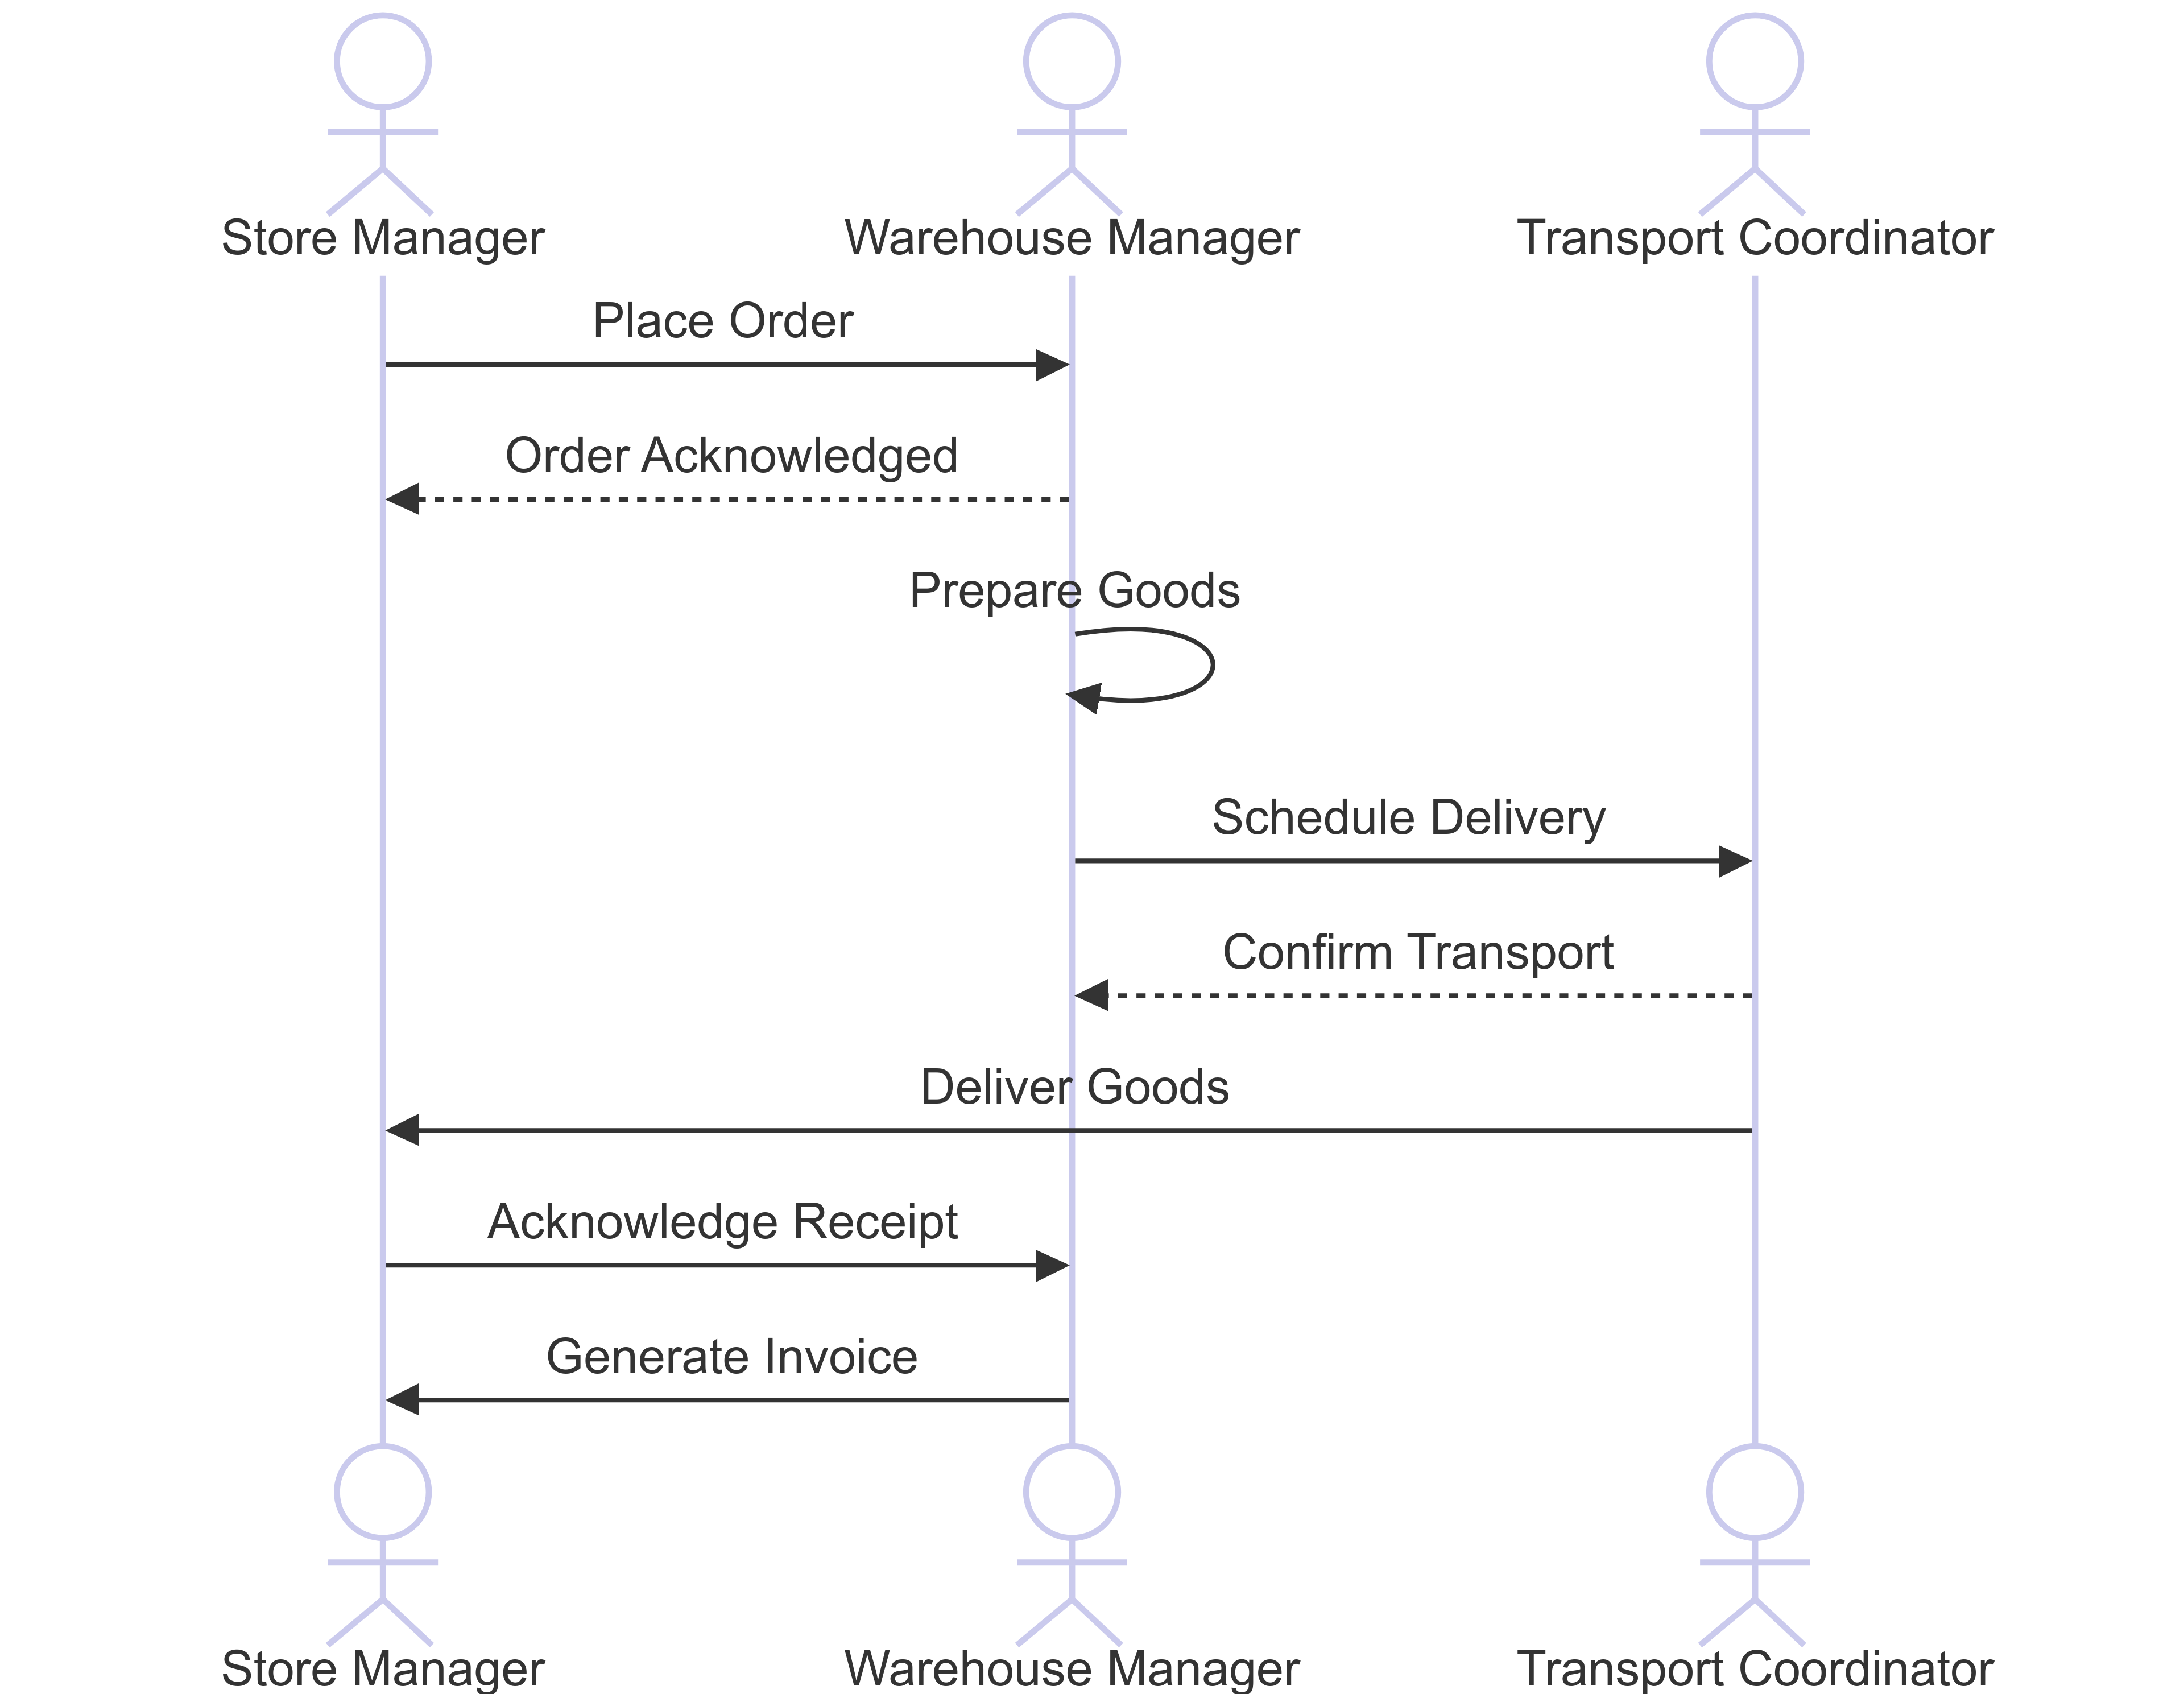 Store Manager
Warehouse Manager
Transport Coordinator
Place Order
Order Acknowledged
Prepare Goods
Schedule Delivery
Confirm Transport
Deliver Goods
Acknowledge Receipt
Generate Invoice
Store Manager
Warehouse Manager
Transport Coordinator